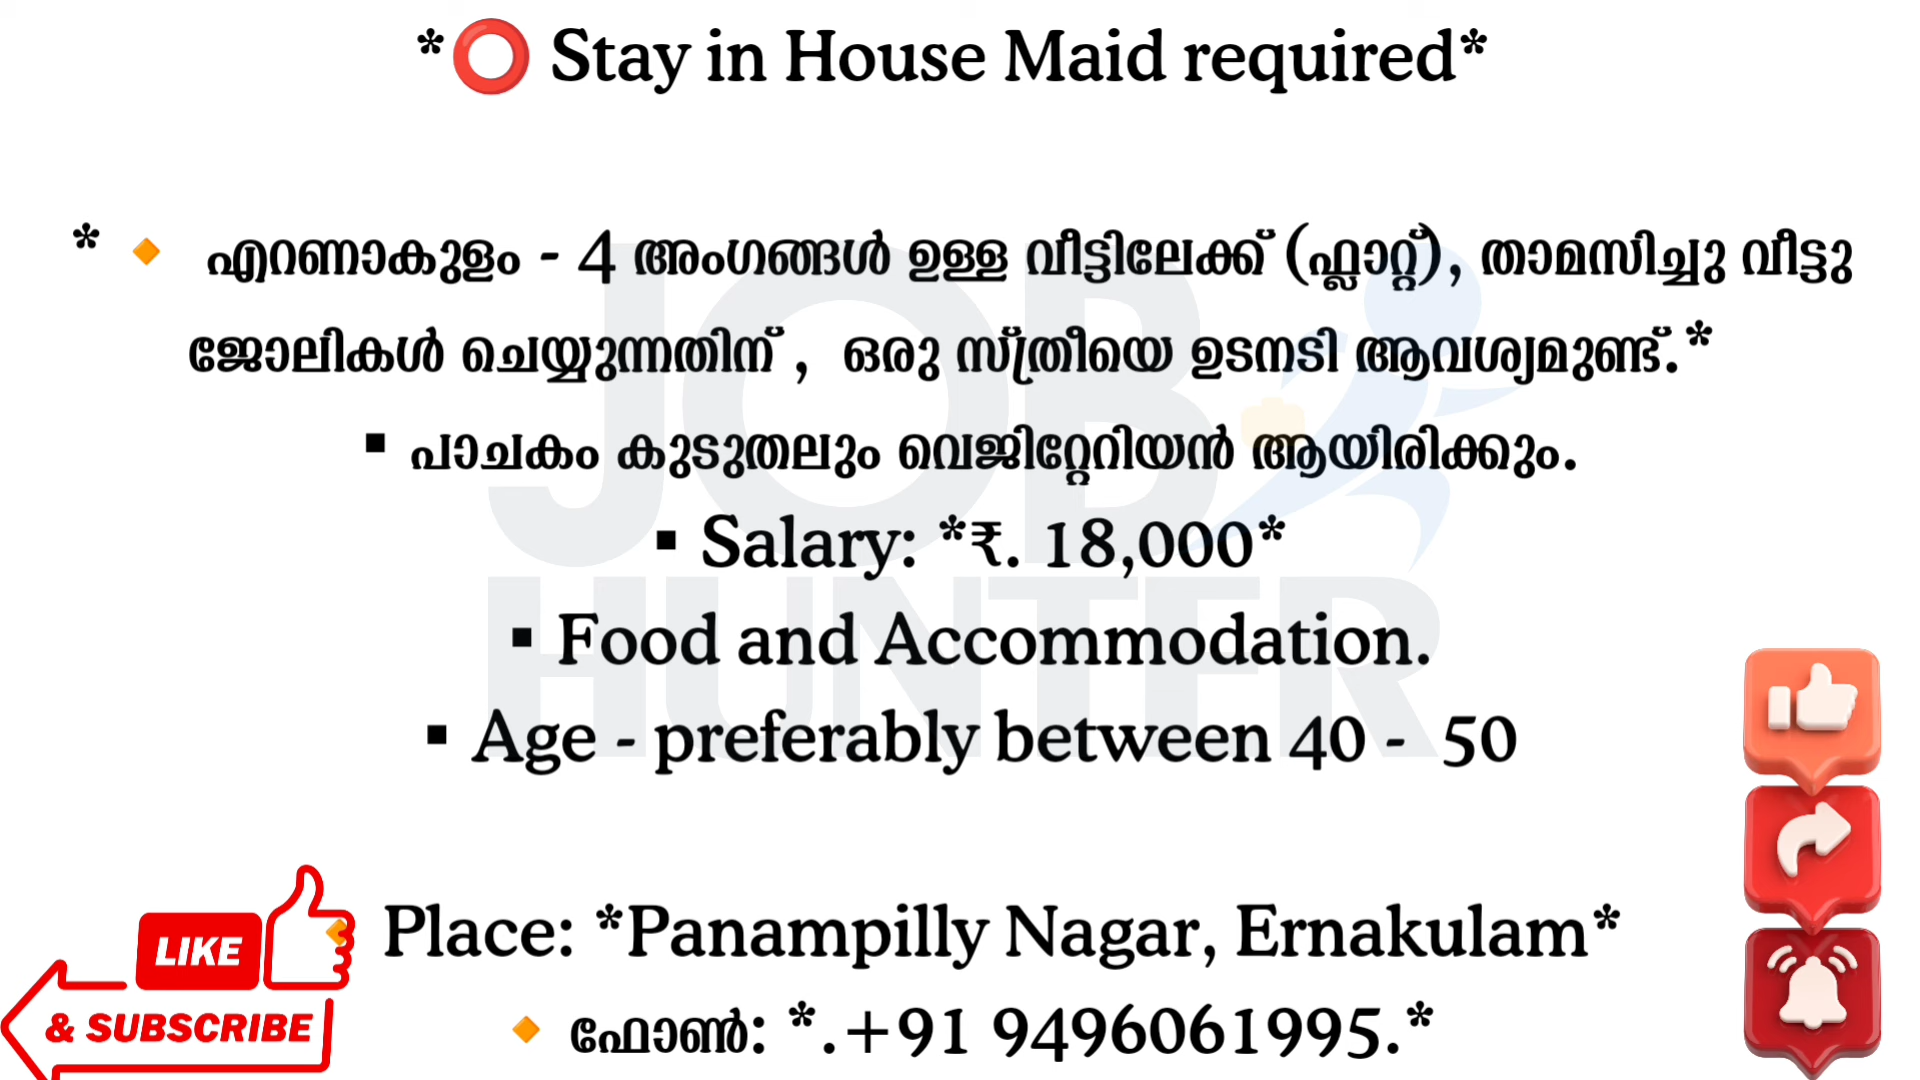 *⭕ Stay in House Maid required*
* 🔸 എറണാകുളം - 4 അംഗങ്ങൾ ഉള്ള വീട്ടിലേക്ക് (ഫ്ലാറ്റ്), താമസിച്ചു വീട്ടു
ജോലികൾ ചെയ്യുന്നതിന് , ഒരു സ്ത്രീയെ ഉടനടി ആവശ്യമുണ്ട്.*
▪ പാചകം കുടുതലും വെജിറ്റേറിയൻ ആയിരിക്കും.
▪ Salary: *₹. 18,000*
▪ Food and Accommodation.
▪ Age - preferably between 40 - 50
🔸 Place: *Panampilly Nagar, Ernakulam*
🔸 ഫോൺ: *.+91 9496061995.*
LIKE
& SUBSCRIBE
JOB
HUNTER